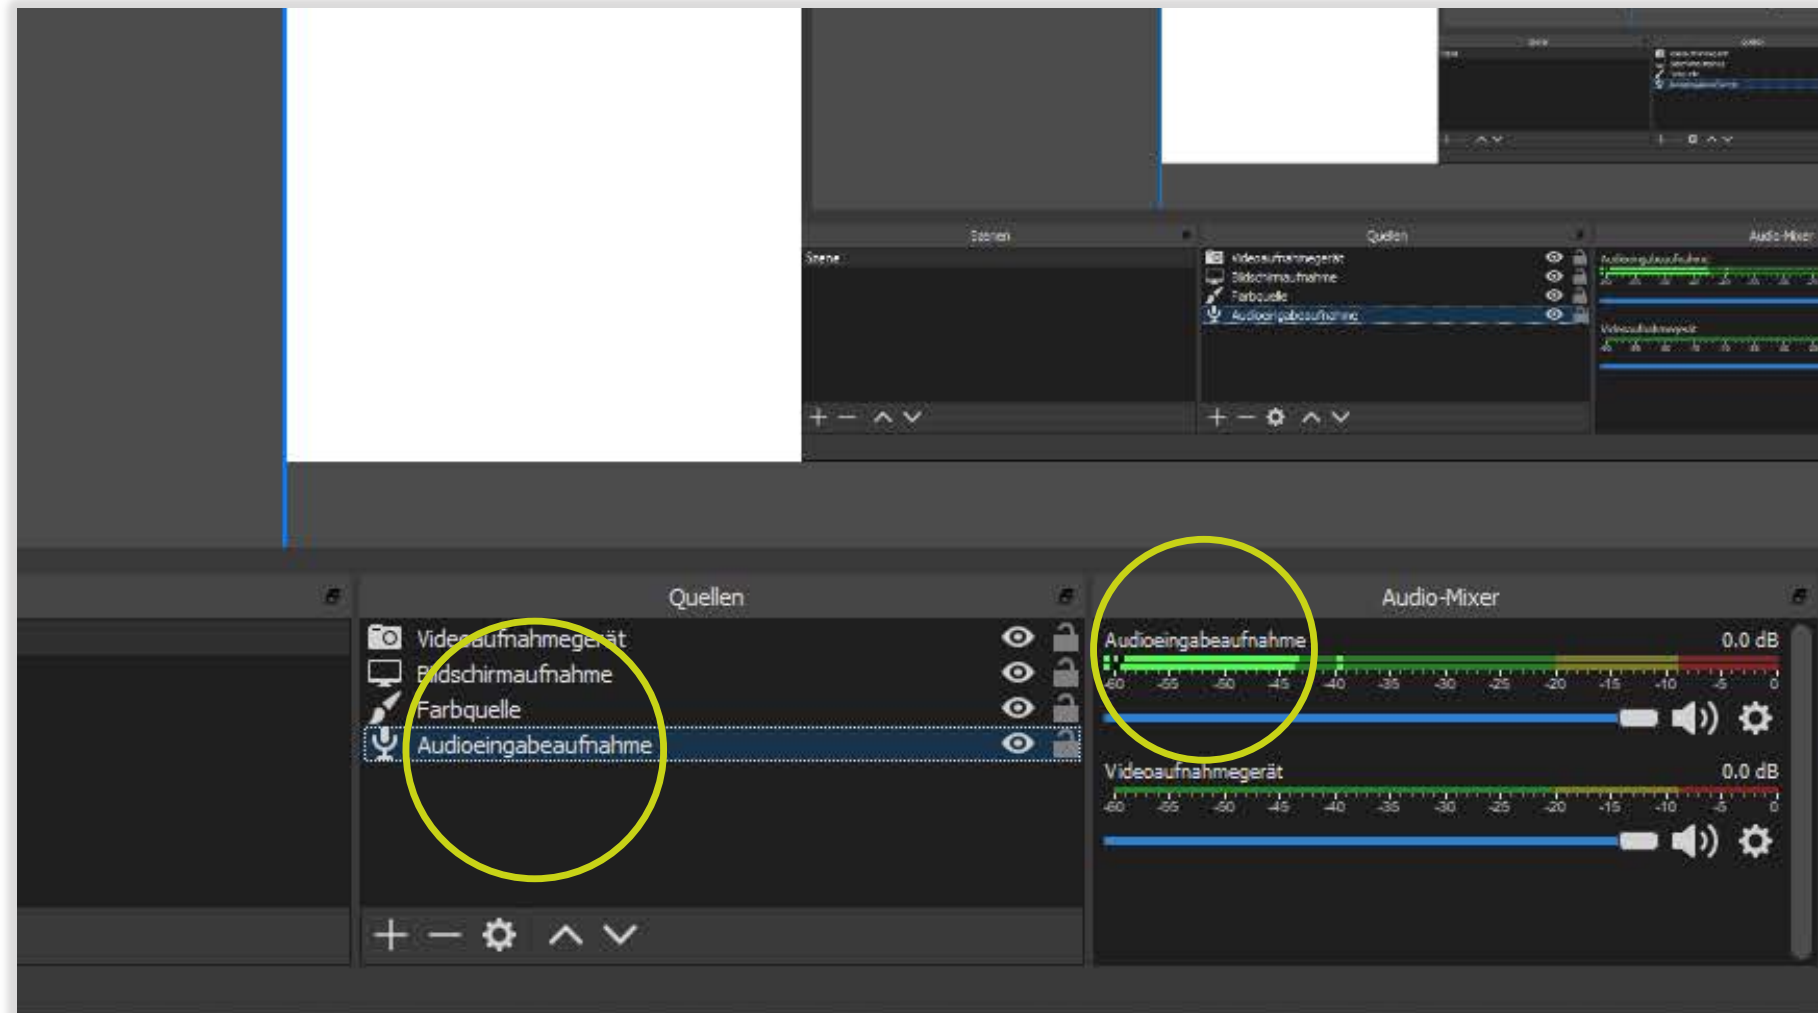 Szenen
Quellen
Audio-Mixer
Szene
Videoaufnahmegerät
Bildschirmaufnahme
Farbquelle
Audioeingabeaufnahme
Audioeingabeaufnahme
Videoaufnahmegerät
Quellen
Audio-Mixer
Videoaufnahmegerät
Bildschirmaufnahme
Farbquelle
Audioeingabeaufnahme
Audioeingabeaufnahme 0.0 dB
-60 -55 -50 -45 -40 -35 -30 -25 -20 -15 -10 -5 0
Videoaufnahmegerät 0.0 dB
-60 -55 -50 -45 -40 -35 -30 -25 -20 -15 -10 -5 0